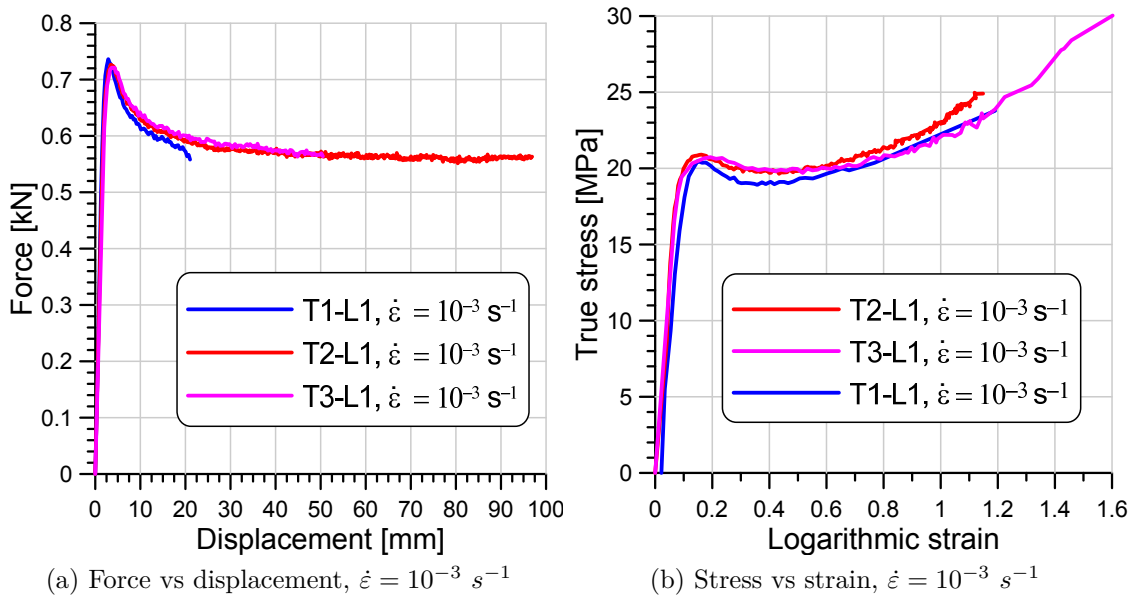 0.8
0.7
0.6
0.5
0.4
0.3
0.2
0.1
0
Force [kN]
T1-L1, ε̇ = 10⁻³ s⁻¹
T2-L1, ε̇ = 10⁻³ s⁻¹
T3-L1, ε̇ = 10⁻³ s⁻¹
0 10 20 30 40 50 60 70 80 90 100
Displacement [mm]
(a) Force vs displacement, ε̇ = 10⁻³ s⁻¹
30
25
20
15
10
5
0
True stress [MPa]
T2-L1, ε̇ = 10⁻³ s⁻¹
T3-L1, ε̇ = 10⁻³ s⁻¹
T1-L1, ε̇ = 10⁻³ s⁻¹
0 0.2 0.4 0.6 0.8 1 1.2 1.4 1.6
Logarithmic strain
(b) Stress vs strain, ε̇ = 10⁻³ s⁻¹